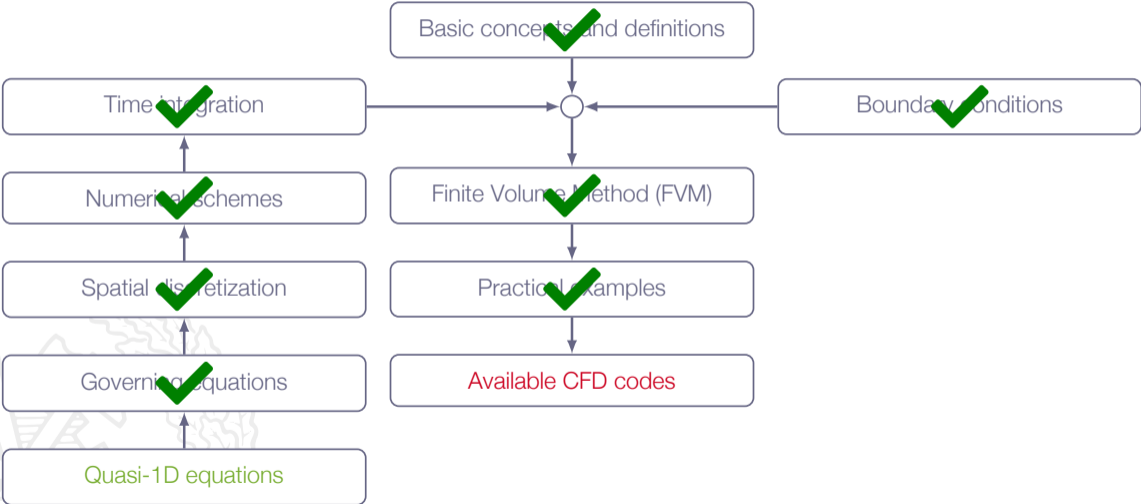 Basic concepts and definitions
Time integration
Boundary conditions
Numerical schemes
Finite Volume Method (FVM)
Spatial discretization
Practical examples
Governing equations
Available CFD codes
Quasi-1D equations